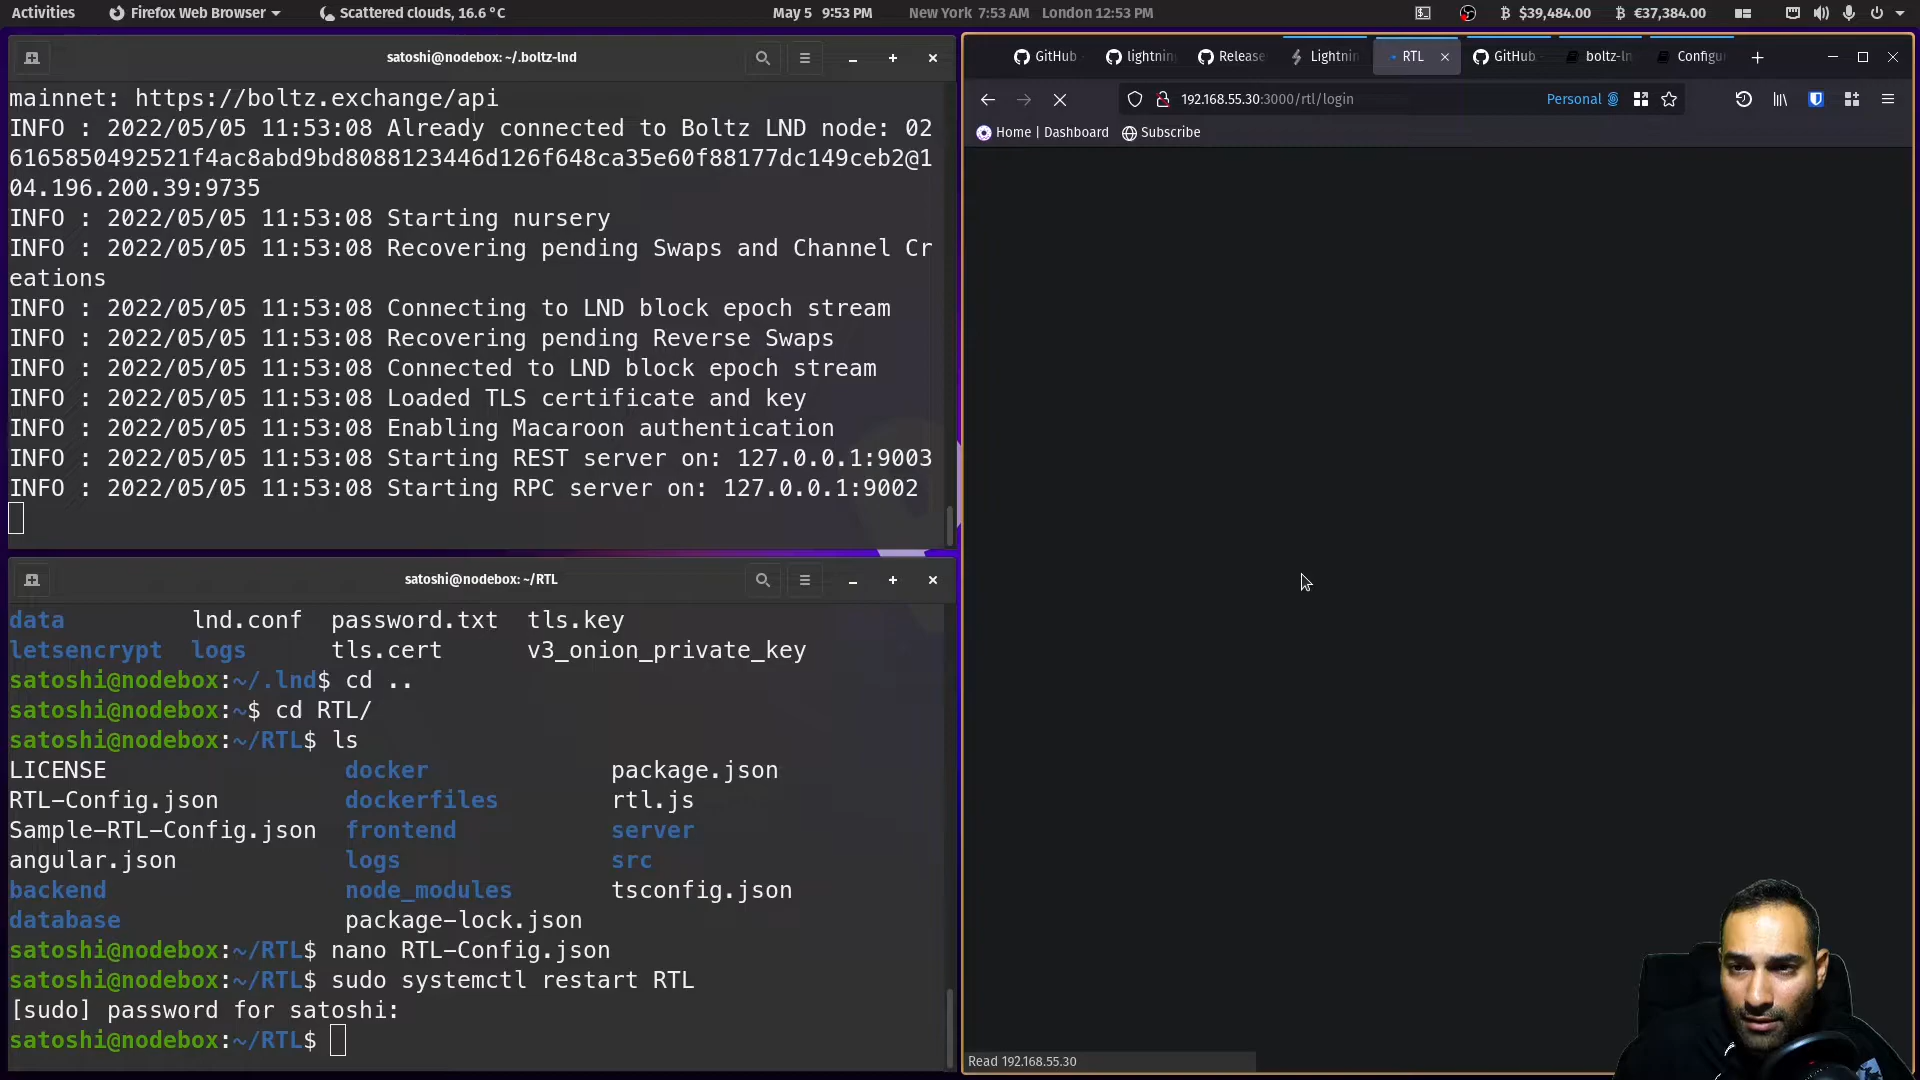 Activities Firefox Web Browser Scattered clouds, 16.6 °C May 5 9:53 PM New York 7:53 AM London 12:53 PM $39,484.00 €37,384.00
satoshi@nodebox: ~/.boltz-lnd
mainnet: https://boltz.exchange/api
INFO : 2022/05/05 11:53:08 Already connected to Boltz LND node: 02
6165850492521f4ac8abd9bd8088123446d126f648ca35e60f88177dc149ceb2@1
04.196.200.39:9735
INFO : 2022/05/05 11:53:08 Starting nursery
INFO : 2022/05/05 11:53:08 Recovering pending Swaps and Channel Cr
eations
INFO : 2022/05/05 11:53:08 Connecting to LND block epoch stream
INFO : 2022/05/05 11:53:08 Recovering pending Reverse Swaps
INFO : 2022/05/05 11:53:08 Connected to LND block epoch stream
INFO : 2022/05/05 11:53:08 Loaded TLS certificate and key
INFO : 2022/05/05 11:53:08 Enabling Macaroon authentication
INFO : 2022/05/05 11:53:08 Starting REST server on: 127.0.0.1:9003
INFO : 2022/05/05 11:53:08 Starting RPC server on: 127.0.0.1:9002
satoshi@nodebox: ~/RTL
data lnd.conf password.txt tls.key
letsencrypt logs tls.cert v3_onion_private_key
satoshi@nodebox:~/.lnd$ cd ..
satoshi@nodebox:~$ cd RTL/
satoshi@nodebox:~/RTL$ ls
LICENSE docker package.json
RTL-Config.json dockerfiles rtl.js
Sample-RTL-Config.json frontend server
angular.json logs src
backend node_modules tsconfig.json
database package-lock.json
satoshi@nodebox:~/RTL$ nano RTL-Config.json
satoshi@nodebox:~/RTL$ sudo systemctl restart RTL
[sudo] password for satoshi:
satoshi@nodebox:~/RTL$
GitHub lightnin Release Lightnin RTL GitHub boltz-ln Configu
192.168.55.30:3000/rtl/login Personal
Home | Dashboard Subscribe
Read 192.168.55.30